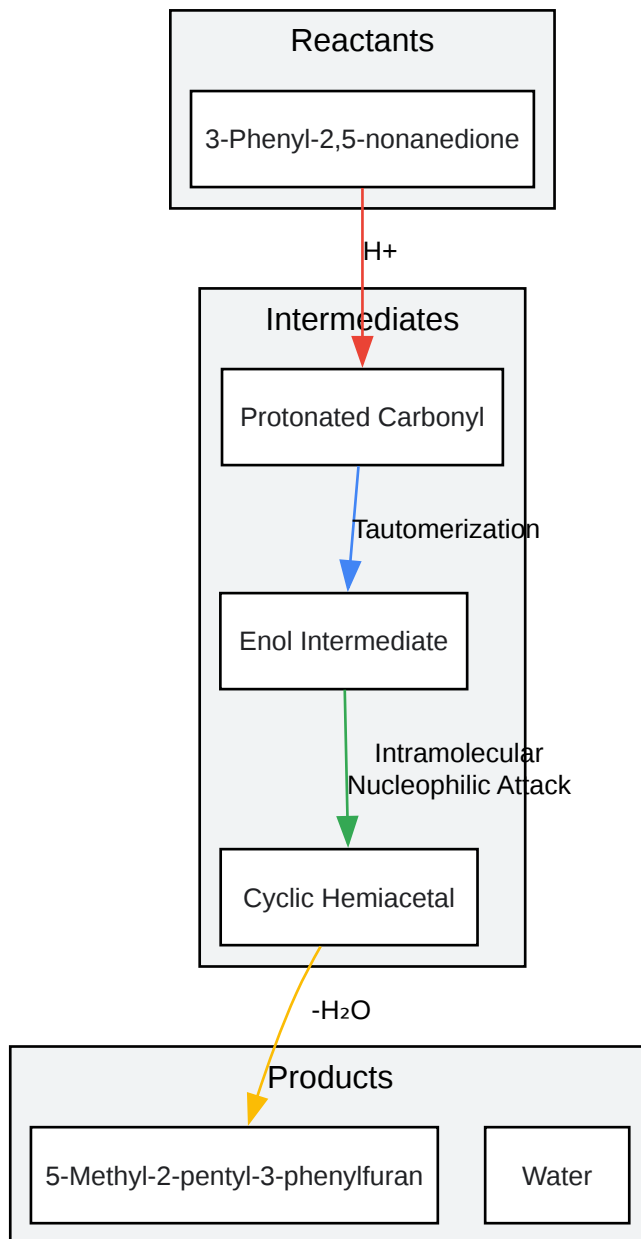 Reactants
3-Phenyl-2,5-nonanedione
H+
Intermediates
Protonated Carbonyl
Tautomerization
Enol Intermediate
Intramolecular
Nucleophilic Attack
Cyclic Hemiacetal
-H₂O
Products
5-Methyl-2-pentyl-3-phenylfuran
Water